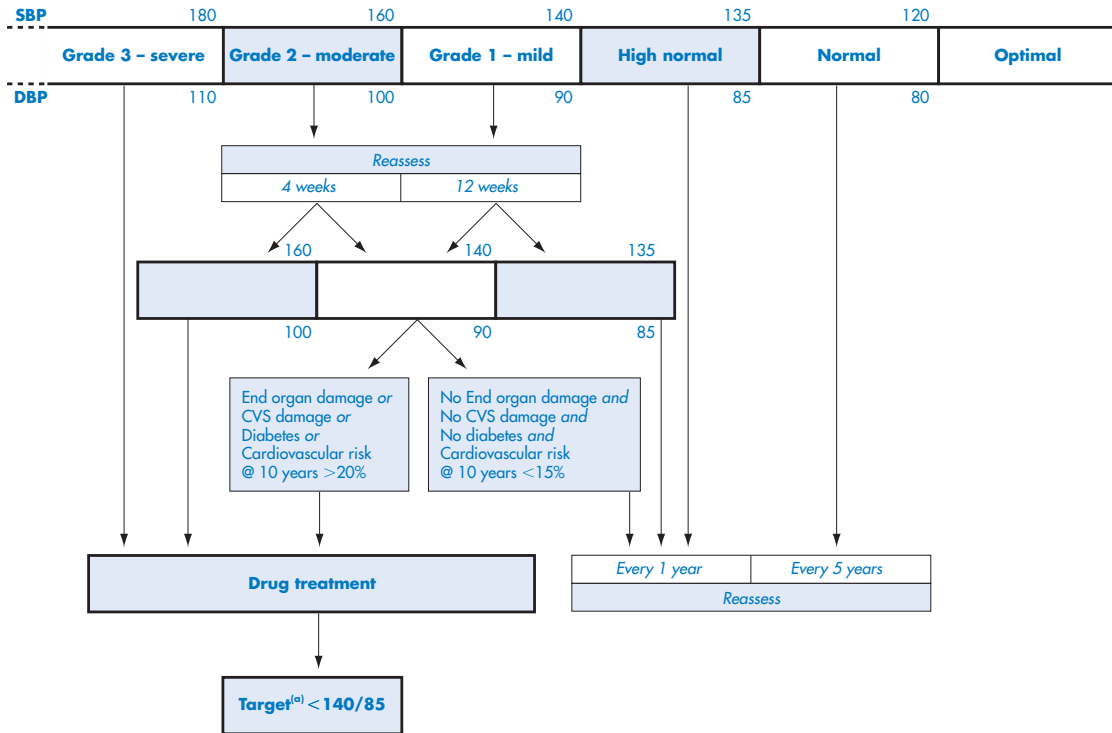 SBP 180 160 140 135 120
Grade 3 – severe Grade 2 – moderate Grade 1 – mild High normal Normal Optimal
DBP 110 100 90 85 80
Reassess
4 weeks 12 weeks
160 140 135
100 90 85
End organ damage or
CVS damage or
Diabetes or
Cardiovascular risk
@ 10 years >20%
No End organ damage and
No CVS damage and
No diabetes and
Cardiovascular risk
@ 10 years <15%
Drug treatment
Every 1 year Every 5 years
Reassess
Target(a) < 140/85